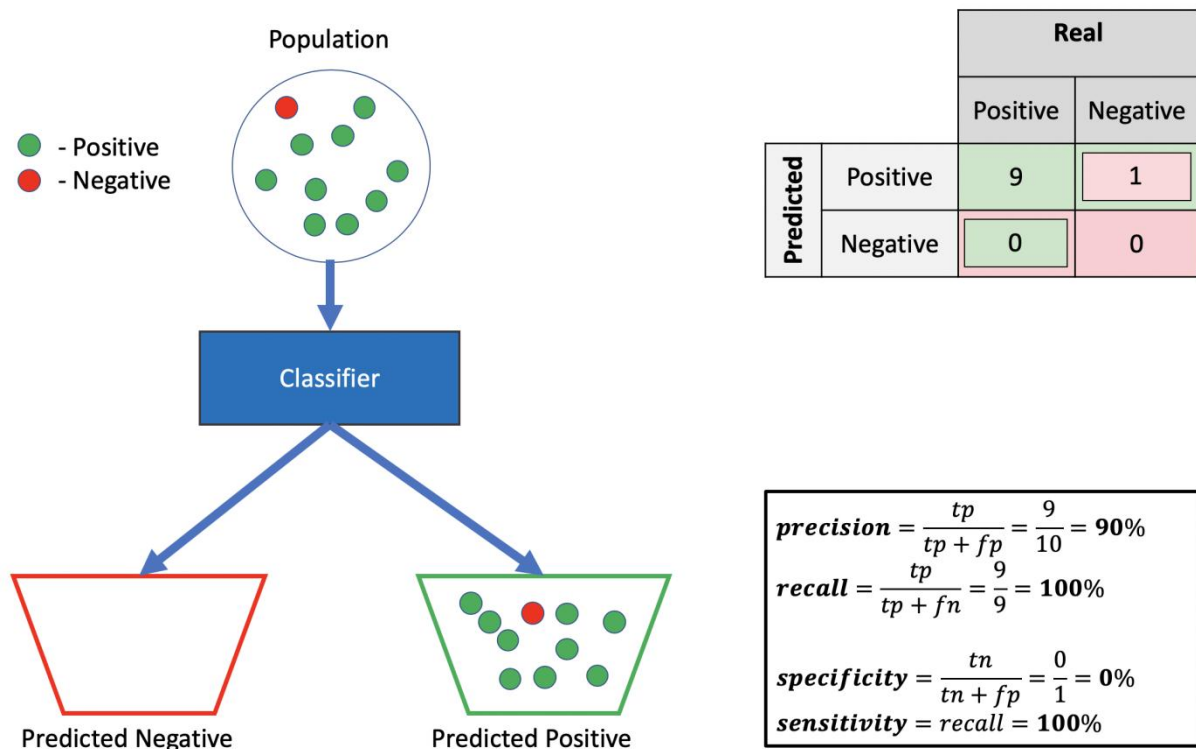 Population
- Positive
- Negative
Classifier
Predicted Negative
Predicted Positive
Real
Positive Negative
Predicted
Positive 9 1
Negative 0 0
precision = tp / (tp + fp) = 9 / 10 = 90%
recall = tp / (tp + fn) = 9 / 9 = 100%
specificity = tn / (tn + fp) = 0 / 1 = 0%
sensitivity = recall = 100%